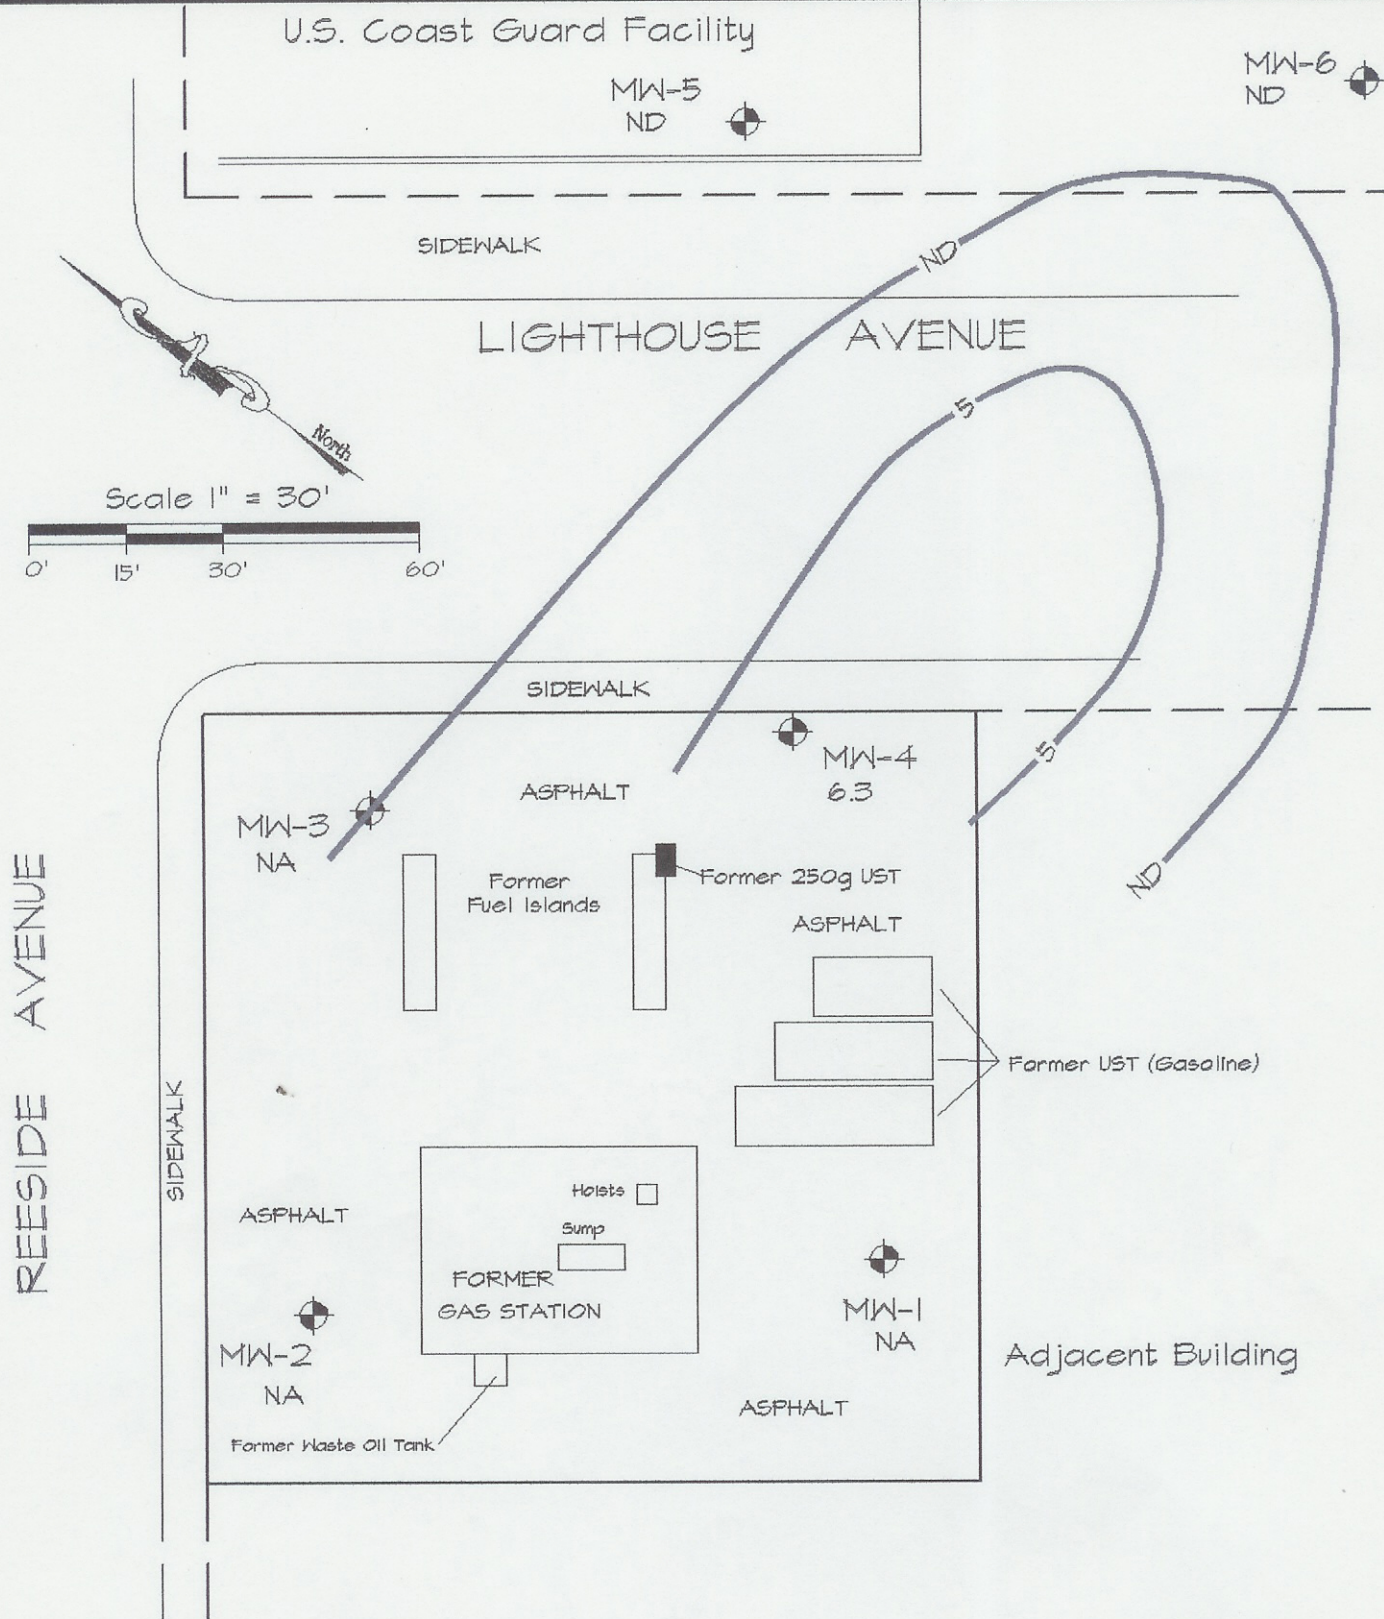 U.S. Coast Guard Facility
MW-5
ND
MW-6
ND
SIDEWALK
ND
LIGHTHOUSE AVENUE
5
North
Scale 1" = 30'
0' 15' 30' 60'
SIDEWALK
MW-4
6.3
5
ASPHALT
MW-3
NA
Former
Fuel Islands
Former 250g UST
ND
ASPHALT
REESIDE AVENUE
SIDEWALK
Former UST (Gasoline)
Hoists
Sump
ASPHALT
FORMER
GAS STATION
MW-1
NA
MW-2
NA
Adjacent Building
ASPHALT
Former Waste Oil Tank